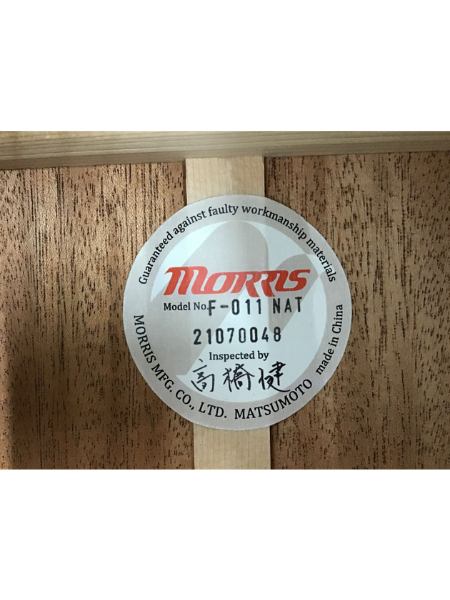 Guaranteed against faulty workmanship materials
MORRIS
Model No. F-011 NAT
21070048
Inspected by
高橋健
MORRIS MFG. CO., LTD. MATSUMOTO made in China